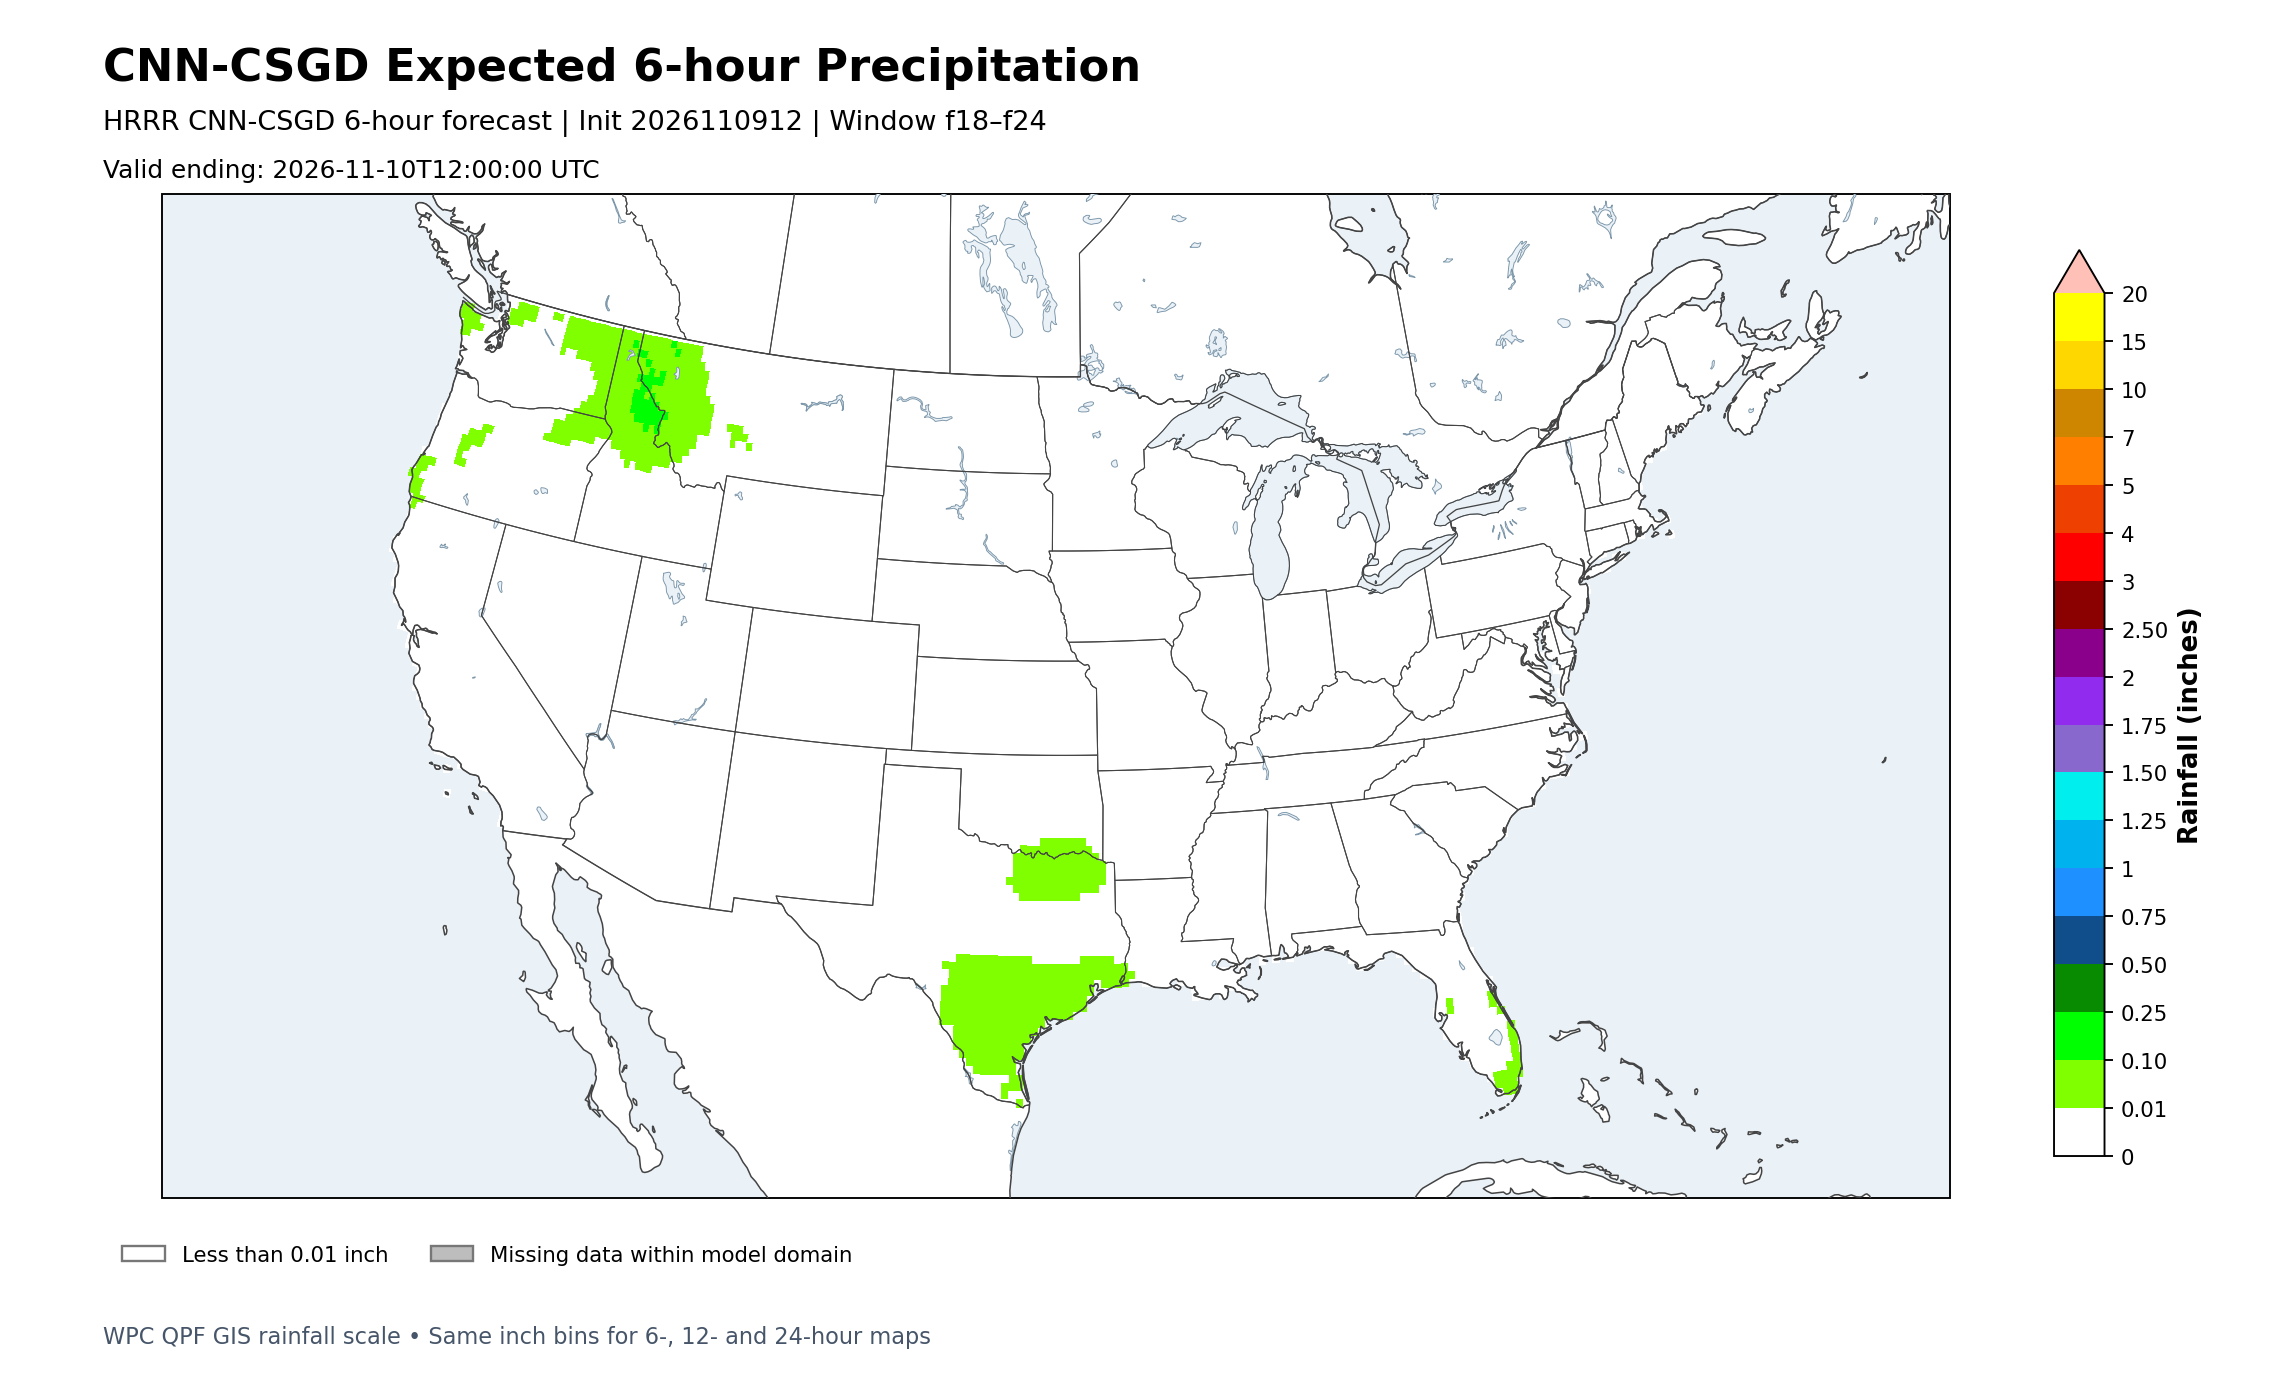 CNN-CSGD Expected 6-hour Precipitation
HRRR CNN-CSGD 6-hour forecast | Init 2026110912 | Window f18–f24
Valid ending: 2026-11-10T12:00:00 UTC
20
15
10
7
5
4
3
2.50
2
1.75
1.50
1.25
1
0.75
0.50
0.25
0.10
0.01
0
Rainfall (inches)
Less than 0.01 inch
Missing data within model domain
WPC QPF GIS rainfall scale • Same inch bins for 6-, 12- and 24-hour maps